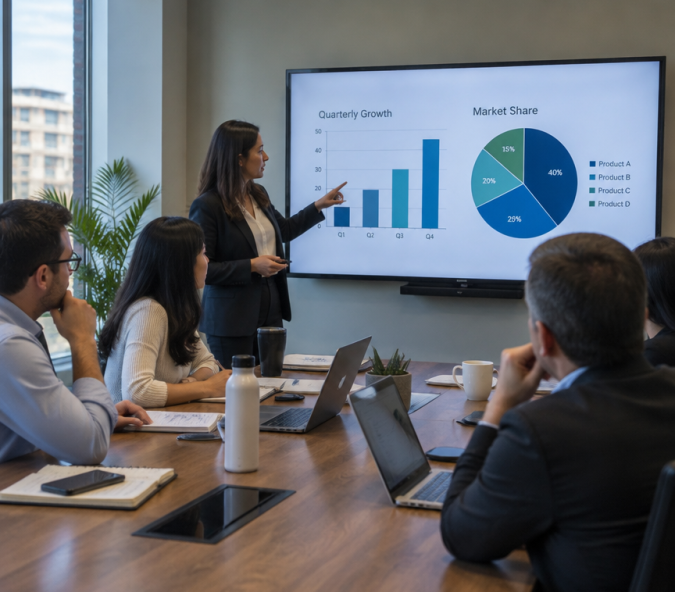 Quarterly Growth
50
40
30
20
10
0
Q1
Q2
Q3
Q4
Market Share
15%
40%
20%
25%
Product A
Product B
Product C
Product D